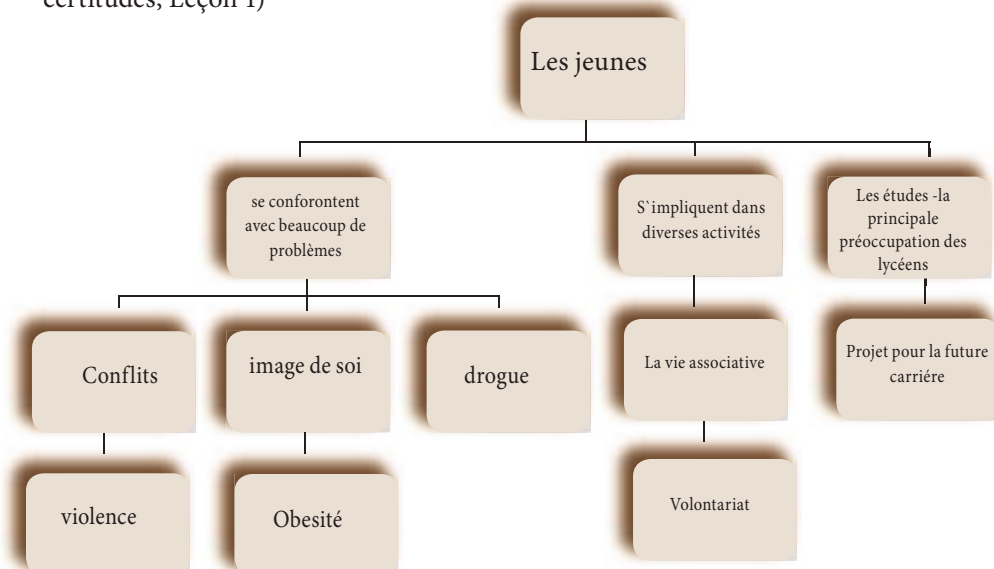 certitudes, Leçon 1)
Les jeunes
se conforontent
avec beaucoup de
problèmes
S`impliquent dans
diverses activités
Les études -la
principale
préoccupation des
lycéens
Conflits
image de soi
drogue
La vie associative
Projet pour la future
carriére
violence
Obesité
Volontariat